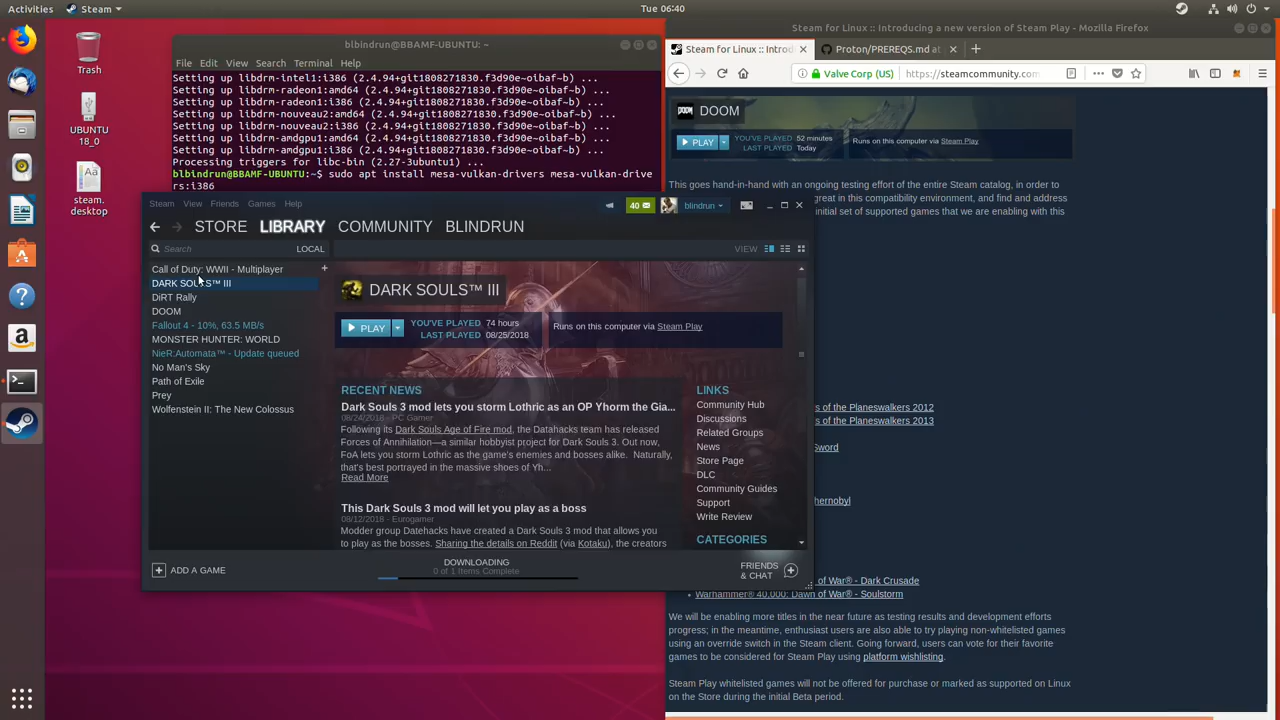 Activities
Steam
Tue 06:40
Trash
UBUNTU
18_0
steam.
desktop
blbindrun@BBAMF-UBUNTU: ~
File Edit View Search Terminal Help
Setting up libdrm-intel1:i386 (2.4.94+git1808271830.f3d90e~oibaf~b) ...
Setting up libdrm-radeon1:amd64 (2.4.94+git1808271830.f3d90e~oibaf~b) ...
Setting up libdrm-radeon1:i386 (2.4.94+git1808271830.f3d90e~oibaf~b) ...
Setting up libdrm-nouveau2:amd64 (2.4.94+git1808271830.f3d90e~oibaf~b) ...
Setting up libdrm-nouveau2:i386 (2.4.94+git1808271830.f3d90e~oibaf~b) ...
Setting up libdrm-amdgpu1:amd64 (2.4.94+git1808271830.f3d90e~oibaf~b) ...
Setting up libdrm-amdgpu1:i386 (2.4.94+git1808271830.f3d90e~oibaf~b) ...
Processing triggers for libc-bin (2.27-3ubuntu1) ...
blbindrun@BBAMF-UBUNTU:~$ sudo apt install mesa-vulkan-drivers mesa-vulkan-drive
rs:i386
Steam View Friends Games Help
40
blindrun
STORE LIBRARY COMMUNITY BLINDRUN
Search
LOCAL
VIEW
Call of Duty: WWII - Multiplayer
DARK SOULS™ III
DiRT Rally
DOOM
Fallout 4 - 10%, 63.5 MB/s
MONSTER HUNTER: WORLD
NieR:Automata™ - Update queued
No Man's Sky
Path of Exile
Prey
Wolfenstein II: The New Colossus
DARK SOULS™ III
PLAY
YOU'VE PLAYED 74 hours
LAST PLAYED 08/25/2018
Runs on this computer via Steam Play
RECENT NEWS
Dark Souls 3 mod lets you storm Lothric as an OP Yhorm the Gia...
08/24/2018 - PC Gamer
Following its Dark Souls Age of Fire mod, the Datahacks team has released
Forces of Annihilation—a similar hobbyist project for Dark Souls 3. Out now,
FoA lets you storm Lothric as the game's enemies and bosses alike. Naturally,
that's best portrayed in the massive shoes of Yh...
Read More
This Dark Souls 3 mod will let you play as a boss
08/12/2018 - Eurogamer
Modder group Datehacks have created a Dark Souls 3 mod that allows you
to play as the bosses. Sharing the details on Reddit (via Kotaku), the creators
LINKS
Community Hub
Discussions
Related Groups
News
Store Page
DLC
Community Guides
Support
Write Review
CATEGORIES
ADD A GAME
DOWNLOADING
0 of 1 Items Complete
FRIENDS
& CHAT
Steam for Linux :: Introducing a new version of Steam Play - Mozilla Firefox
Steam for Linux :: Introd
Proton/PREREQS.md at
Valve Corp (US)
https://steamcommunity.com
DOOM
PLAY
YOU'VE PLAYED 52 minutes
LAST PLAYED Today
Runs on this computer via Steam Play
This goes hand-in-hand with an ongoing testing effort of the entire Steam catalog, in order to
great in this compatibility environment, and find and address
initial set of supported games that we are enabling with this
s of the Planeswalkers 2012
s of the Planeswalkers 2013
Sword
hernobyl
of War® - Dark Crusade
Warhammer® 40,000: Dawn of War® - Soulstorm
We will be enabling more titles in the near future as testing results and development efforts
progress; in the meantime, enthusiast users are also able to try playing non-whitelisted games
using an override switch in the Steam client. Going forward, users can vote for their favorite
games to be considered for Steam Play using platform wishlisting.
Steam Play whitelisted games will not be offered for purchase or marked as supported on Linux
on the Store during the initial Beta period.